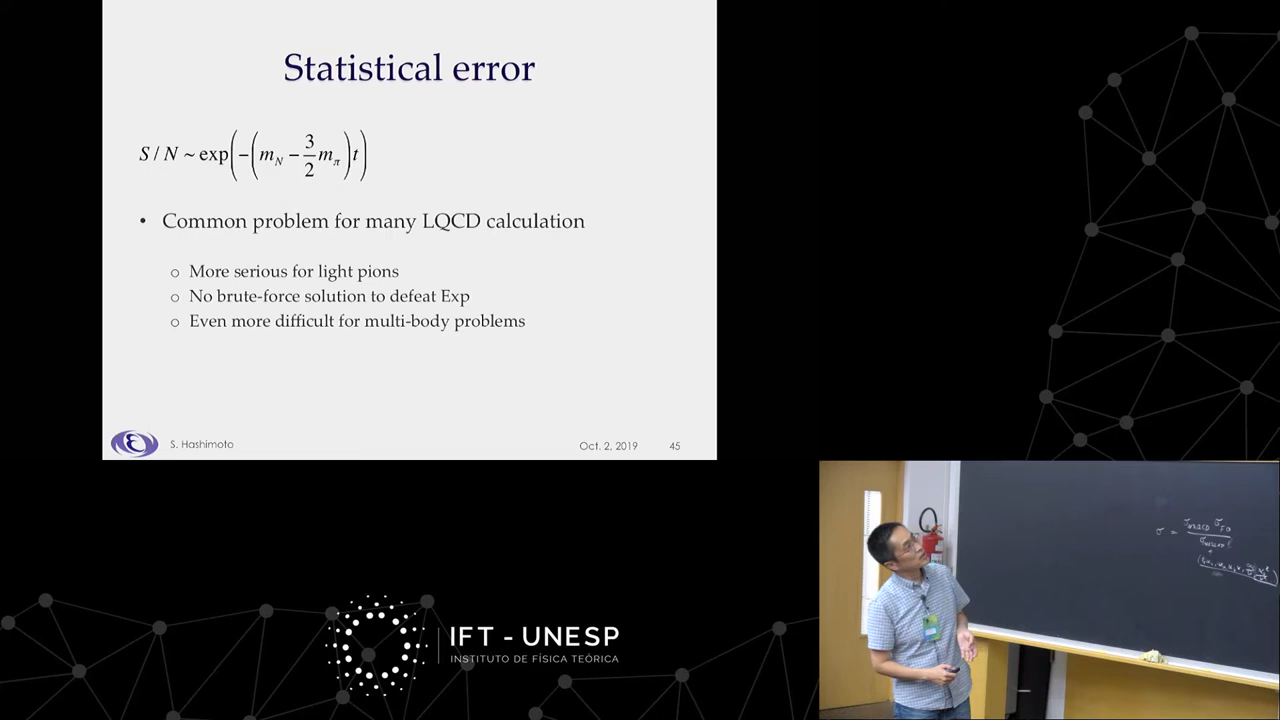 Statistical error
S / N ~ exp(−(m_N − 3/2 m_π)t)
• Common problem for many LQCD calculation
o More serious for light pions
o No brute-force solution to defeat Exp
o Even more difficult for multi-body problems
S. Hashimoto
Oct. 2, 2019 45
IFT - UNESP
INSTITUTO DE FÍSICA TEÓRICA